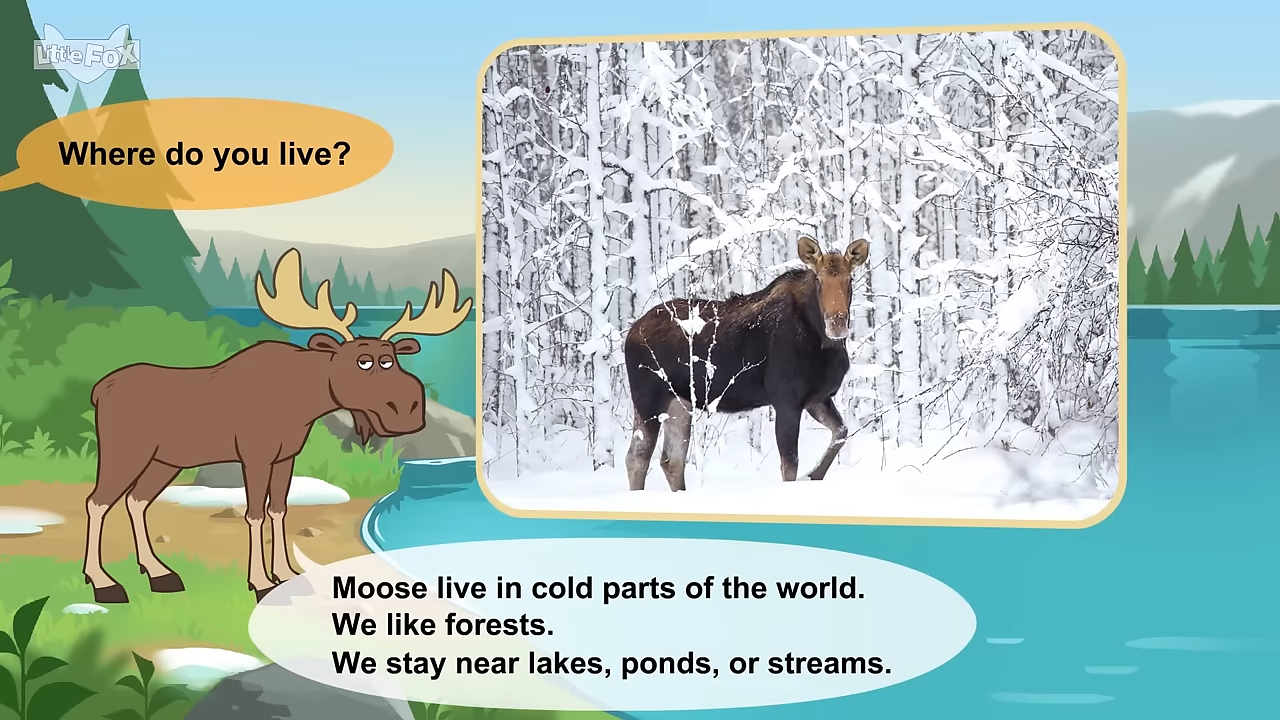 Little Fox
Where do you live?
Moose live in cold parts of the world.
We like forests.
We stay near lakes, ponds, or streams.